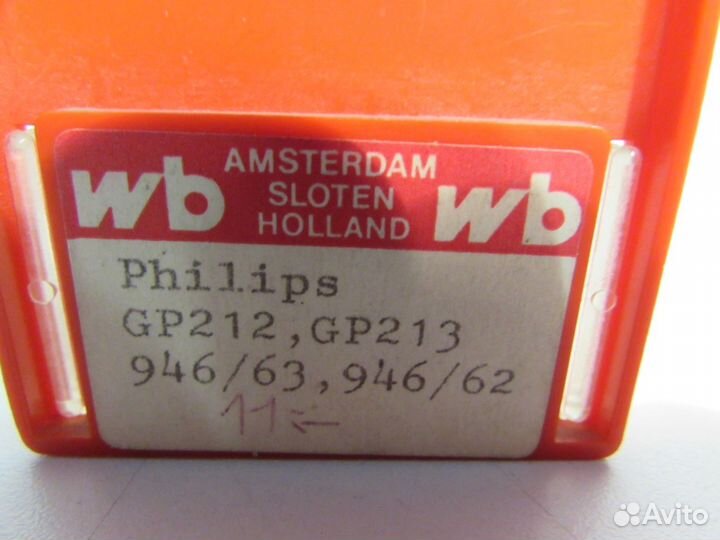 wb AMSTERDAM wb
SLOTEN
HOLLAND
Philips
GP212,GP213
946/63,946/62
11←
Avito